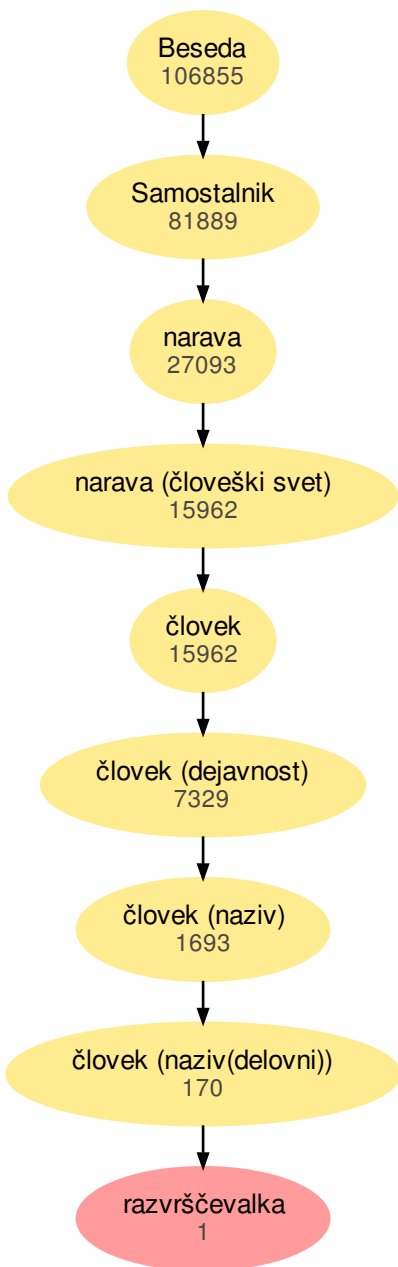 Beseda
106855
Samostalnik
81889
narava
27093
narava (človeški svet)
15962
človek
15962
človek (dejavnost)
7329
človek (naziv)
1693
človek (naziv(delovni))
170
razvrščevalka
1